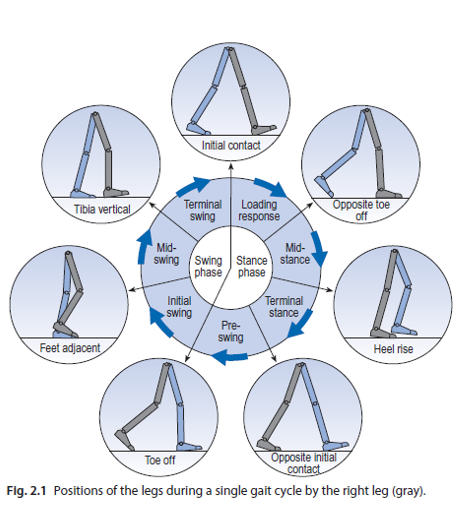 Initial contact
Tibia vertical
Opposite toe
off
Terminal
swing
Loading
response
Mid-
swing
Swing
phase
Stance
phase
Mid-
stance
Initial
swing
Terminal
stance
Pre-
swing
Feet adjacent
Heel rise
Toe off
Opposite initial
contact
Fig. 2.1 Positions of the legs during a single gait cycle by the right leg (gray).